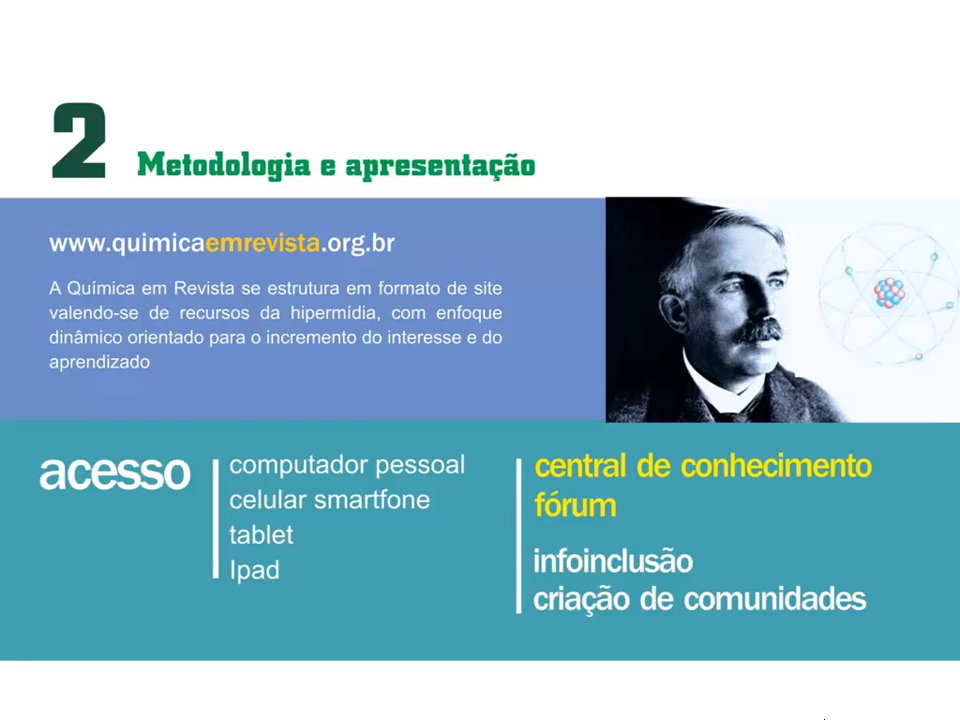 2 Metodologia e apresentação
www.quimicaemrevista.org.br
A Química em Revista se estrutura em formato de site
valendo-se de recursos da hipermídia, com enfoque
dinâmico orientado para o incremento do interesse e do
aprendizado
acesso
computador pessoal
celular smartfone
tablet
Ipad
central de conhecimento
fórum
infoinclusão
criação de comunidades